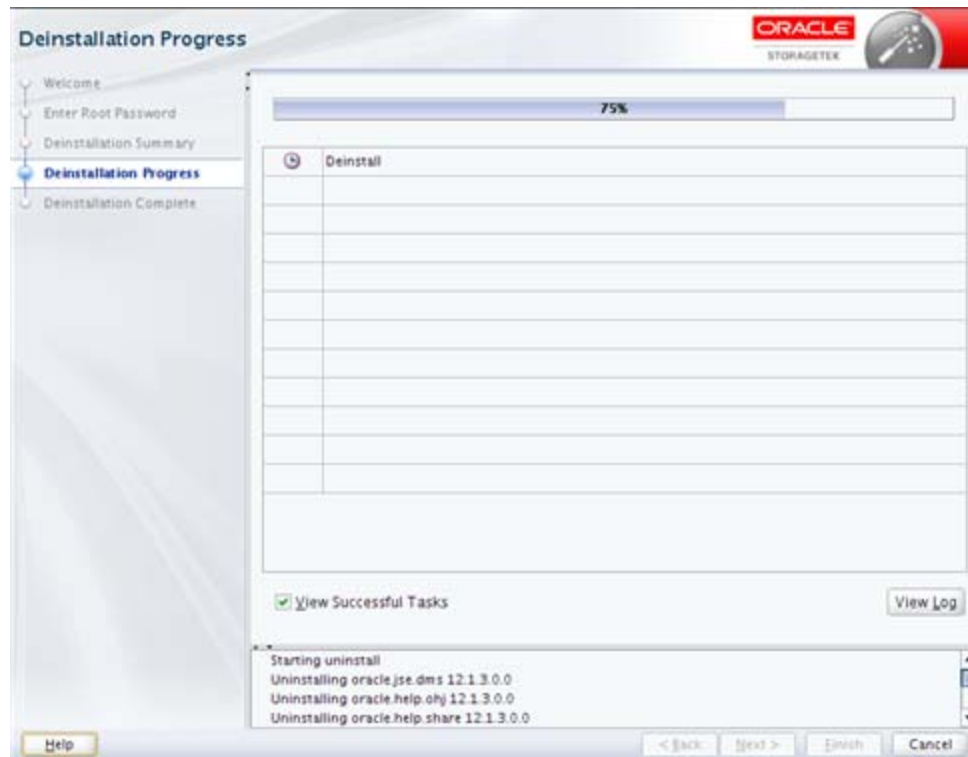 Deinstallation Progress
ORACLE
STORAGETEK
Welcome
Enter Root Password
Deinstallation Summary
Deinstallation Progress
Deinstallation Complete
75%
Deinstall
View Successful Tasks
View Log
Starting uninstall
Uninstalling oracle.jse.dms 12.1.3.0.0
Uninstalling oracle.help.ohj 12.1.3.0.0
Uninstalling oracle.help.share 12.1.3.0.0
Help
< Back
Next >
Finish
Cancel